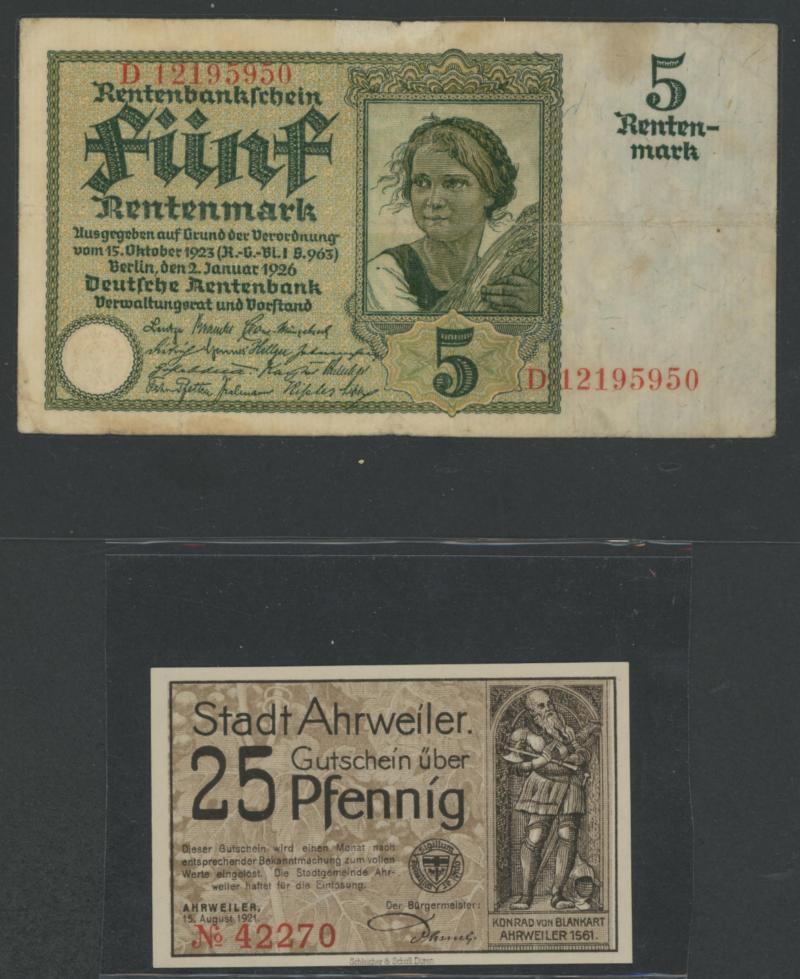 D 12195950
Rentenbankschein
Fünf
Rentenmark
Ausgegeben auf Grund der Verordnung
vom 15. Oktober 1923 (R.-G.-Bl. I S. 963)
Berlin, den 2. Januar 1926
Deutsche Rentenbank
Verwaltungsrat und Vorstand
5
5
Renten-
mark
D 12195950
Stadt Ahrweiler.
25 Gutschein über
Pfennig
Dieser Gutschein wird einen Monat nach
entsprechender Bekanntmachung zum vollen
Werte eingelöst. Die Stadtgemeinde Ahr-
weiler haftet für die Einlösung.
AHRWEILER,
15. August 1921.
Der Bürgermeister:
№ 42270
KONRAD VON BLANKART
AHRWEILER 1561.
Schleicher & Schüll Düren